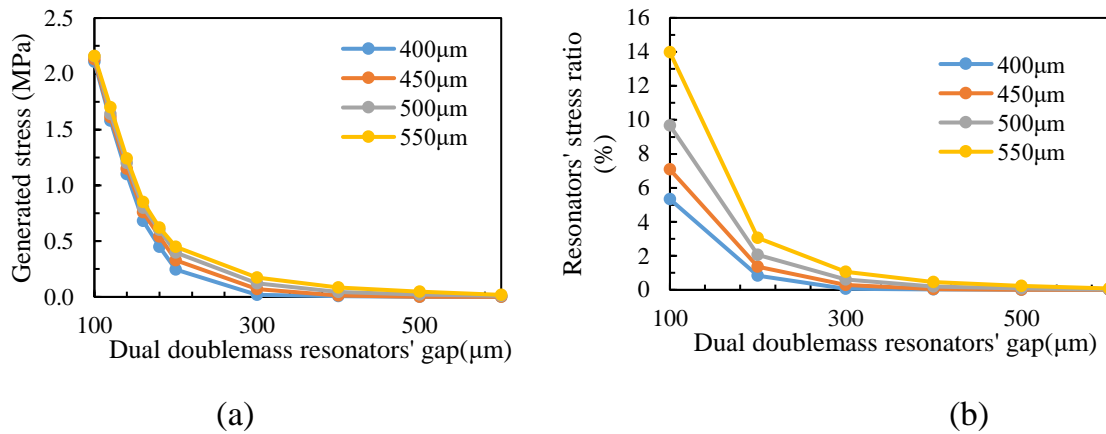 2.5
2.0
1.5
1.0
0.5
0.0
Generated stress (MPa)
400μm
450μm
500μm
550μm
100
300
500
Dual doublemass resonators' gap(μm)
(a)
16
14
12
10
8
6
4
2
0
Resonators' stress ratio
(%)
400μm
450μm
500μm
550μm
100
300
500
Dual doublemass resonators' gap(μm)
(b)